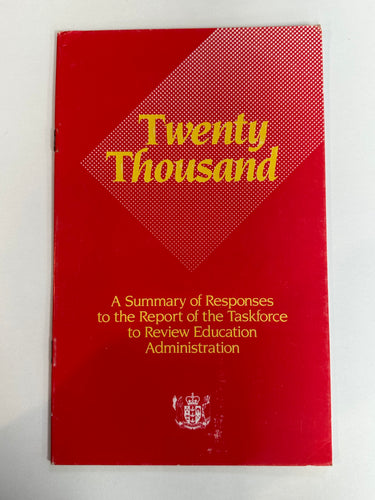 Twenty
Thousand
A Summary of Responses
to the Report of the Taskforce
to Review Education
Administration